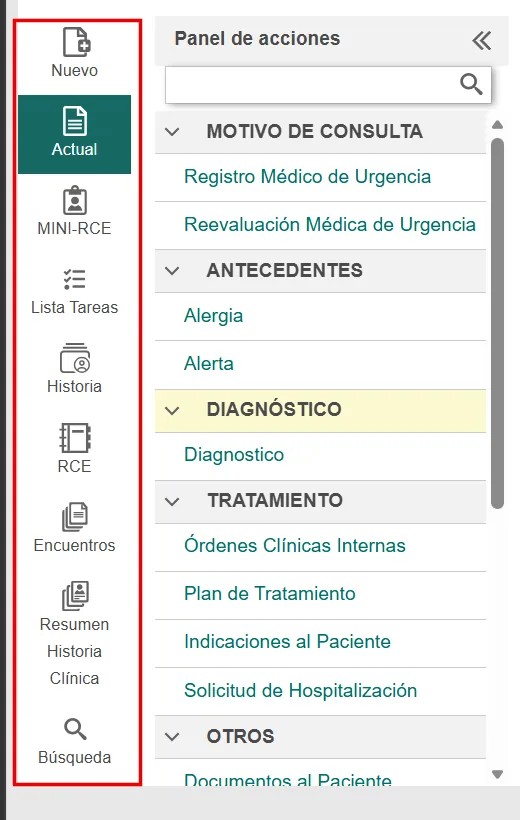 Nuevo
Actual
MINI-RCE
Lista Tareas
Historia
RCE
Encuentros
Resumen
Historia
Clínica
Búsqueda
Panel de acciones
MOTIVO DE CONSULTA
Registro Médico de Urgencia
Reevaluación Médica de Urgencia
ANTECEDENTES
Alergia
Alerta
DIAGNÓSTICO
Diagnostico
TRATAMIENTO
Órdenes Clínicas Internas
Plan de Tratamiento
Indicaciones al Paciente
Solicitud de Hospitalización
OTROS
Documentos al Paciente